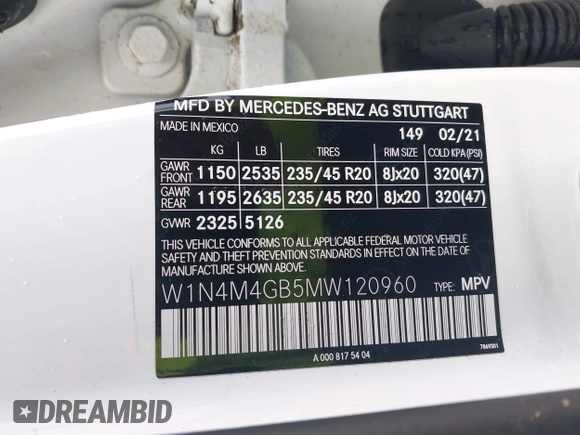 MFD BY MERCEDES-BENZ AG STUTTGART
MADE IN MEXICO 149 02/21
KG LB TIRES RIM SIZE COLD KPA (PSI)
GAWR FRONT 1150 2535 235/45 R20 8Jx20 320(47)
GAWR REAR 1195 2635 235/45 R20 8Jx20 320(47)
GVWR 2325 5126
THIS VEHICLE CONFORMS TO ALL APPLICABLE FEDERAL MOTOR VEHICLE
SAFETY AND THEFT PREVENTION STANDARDS IN EFFECT ON THE DATE
OF MANUFACTURE SHOWN ABOVE.
W1N4M4GB5MW120960 TYPE: MPV
A 000 817 54 04 7869301
DREAMBID